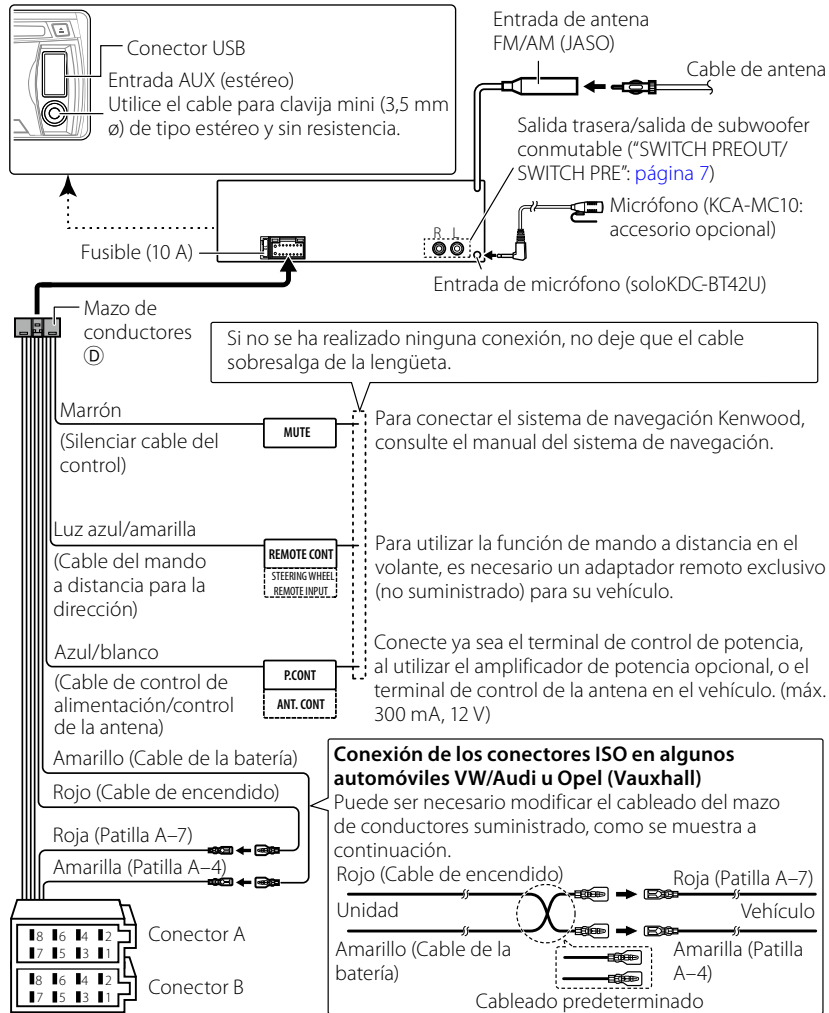 Conector USB
Entrada AUX (estéreo)
Utilice el cable para clavija mini (3,5 mm
ø) de tipo estéreo y sin resistencia.
Entrada de antena
FM/AM (JASO)
Cable de antena
Salida trasera/salida de subwoofer
conmutable ("SWITCH PREOUT/
SWITCH PRE": página 7)
R L
Micrófono (KCA-MC10:
accesorio opcional)
Fusible (10 A)
Entrada de micrófono (soloKDC-BT42U)
Mazo de
conductores
Ⓓ
Si no se ha realizado ninguna conexión, no deje que el cable
sobresalga de la lengüeta.
Marrón
(Silenciar cable del
control)
MUTE
Para conectar el sistema de navegación Kenwood,
consulte el manual del sistema de navegación.
Luz azul/amarilla
(Cable del mando
a distancia para la
dirección)
REMOTE CONT
STEERING WHEEL
REMOTE INPUT
Para utilizar la función de mando a distancia en el
volante, es necesario un adaptador remoto exclusivo
(no suministrado) para su vehículo.
Azul/blanco
(Cable de control de
alimentación/control
de la antena)
P.CONT
ANT. CONT
Conecte ya sea el terminal de control de potencia,
al utilizar el amplificador de potencia opcional, o el
terminal de control de la antena en el vehículo. (máx.
300 mA, 12 V)
Amarillo (Cable de la batería)
Rojo (Cable de encendido)
Roja (Patilla A–7)
Amarilla (Patilla A–4)
8 6 4 2
7 5 3 1
Conector A
8 6 4 2
7 5 3 1
Conector B
Conexión de los conectores ISO en algunos
automóviles VW/Audi u Opel (Vauxhall)
Puede ser necesario modificar el cableado del mazo
de conductores suministrado, como se muestra a
continuación.
Rojo (Cable de encendido)
Roja (Patilla A–7)
Unidad
Vehículo
Amarillo (Cable de la
batería)
Amarilla (Patilla
A–4)
Cableado predeterminado